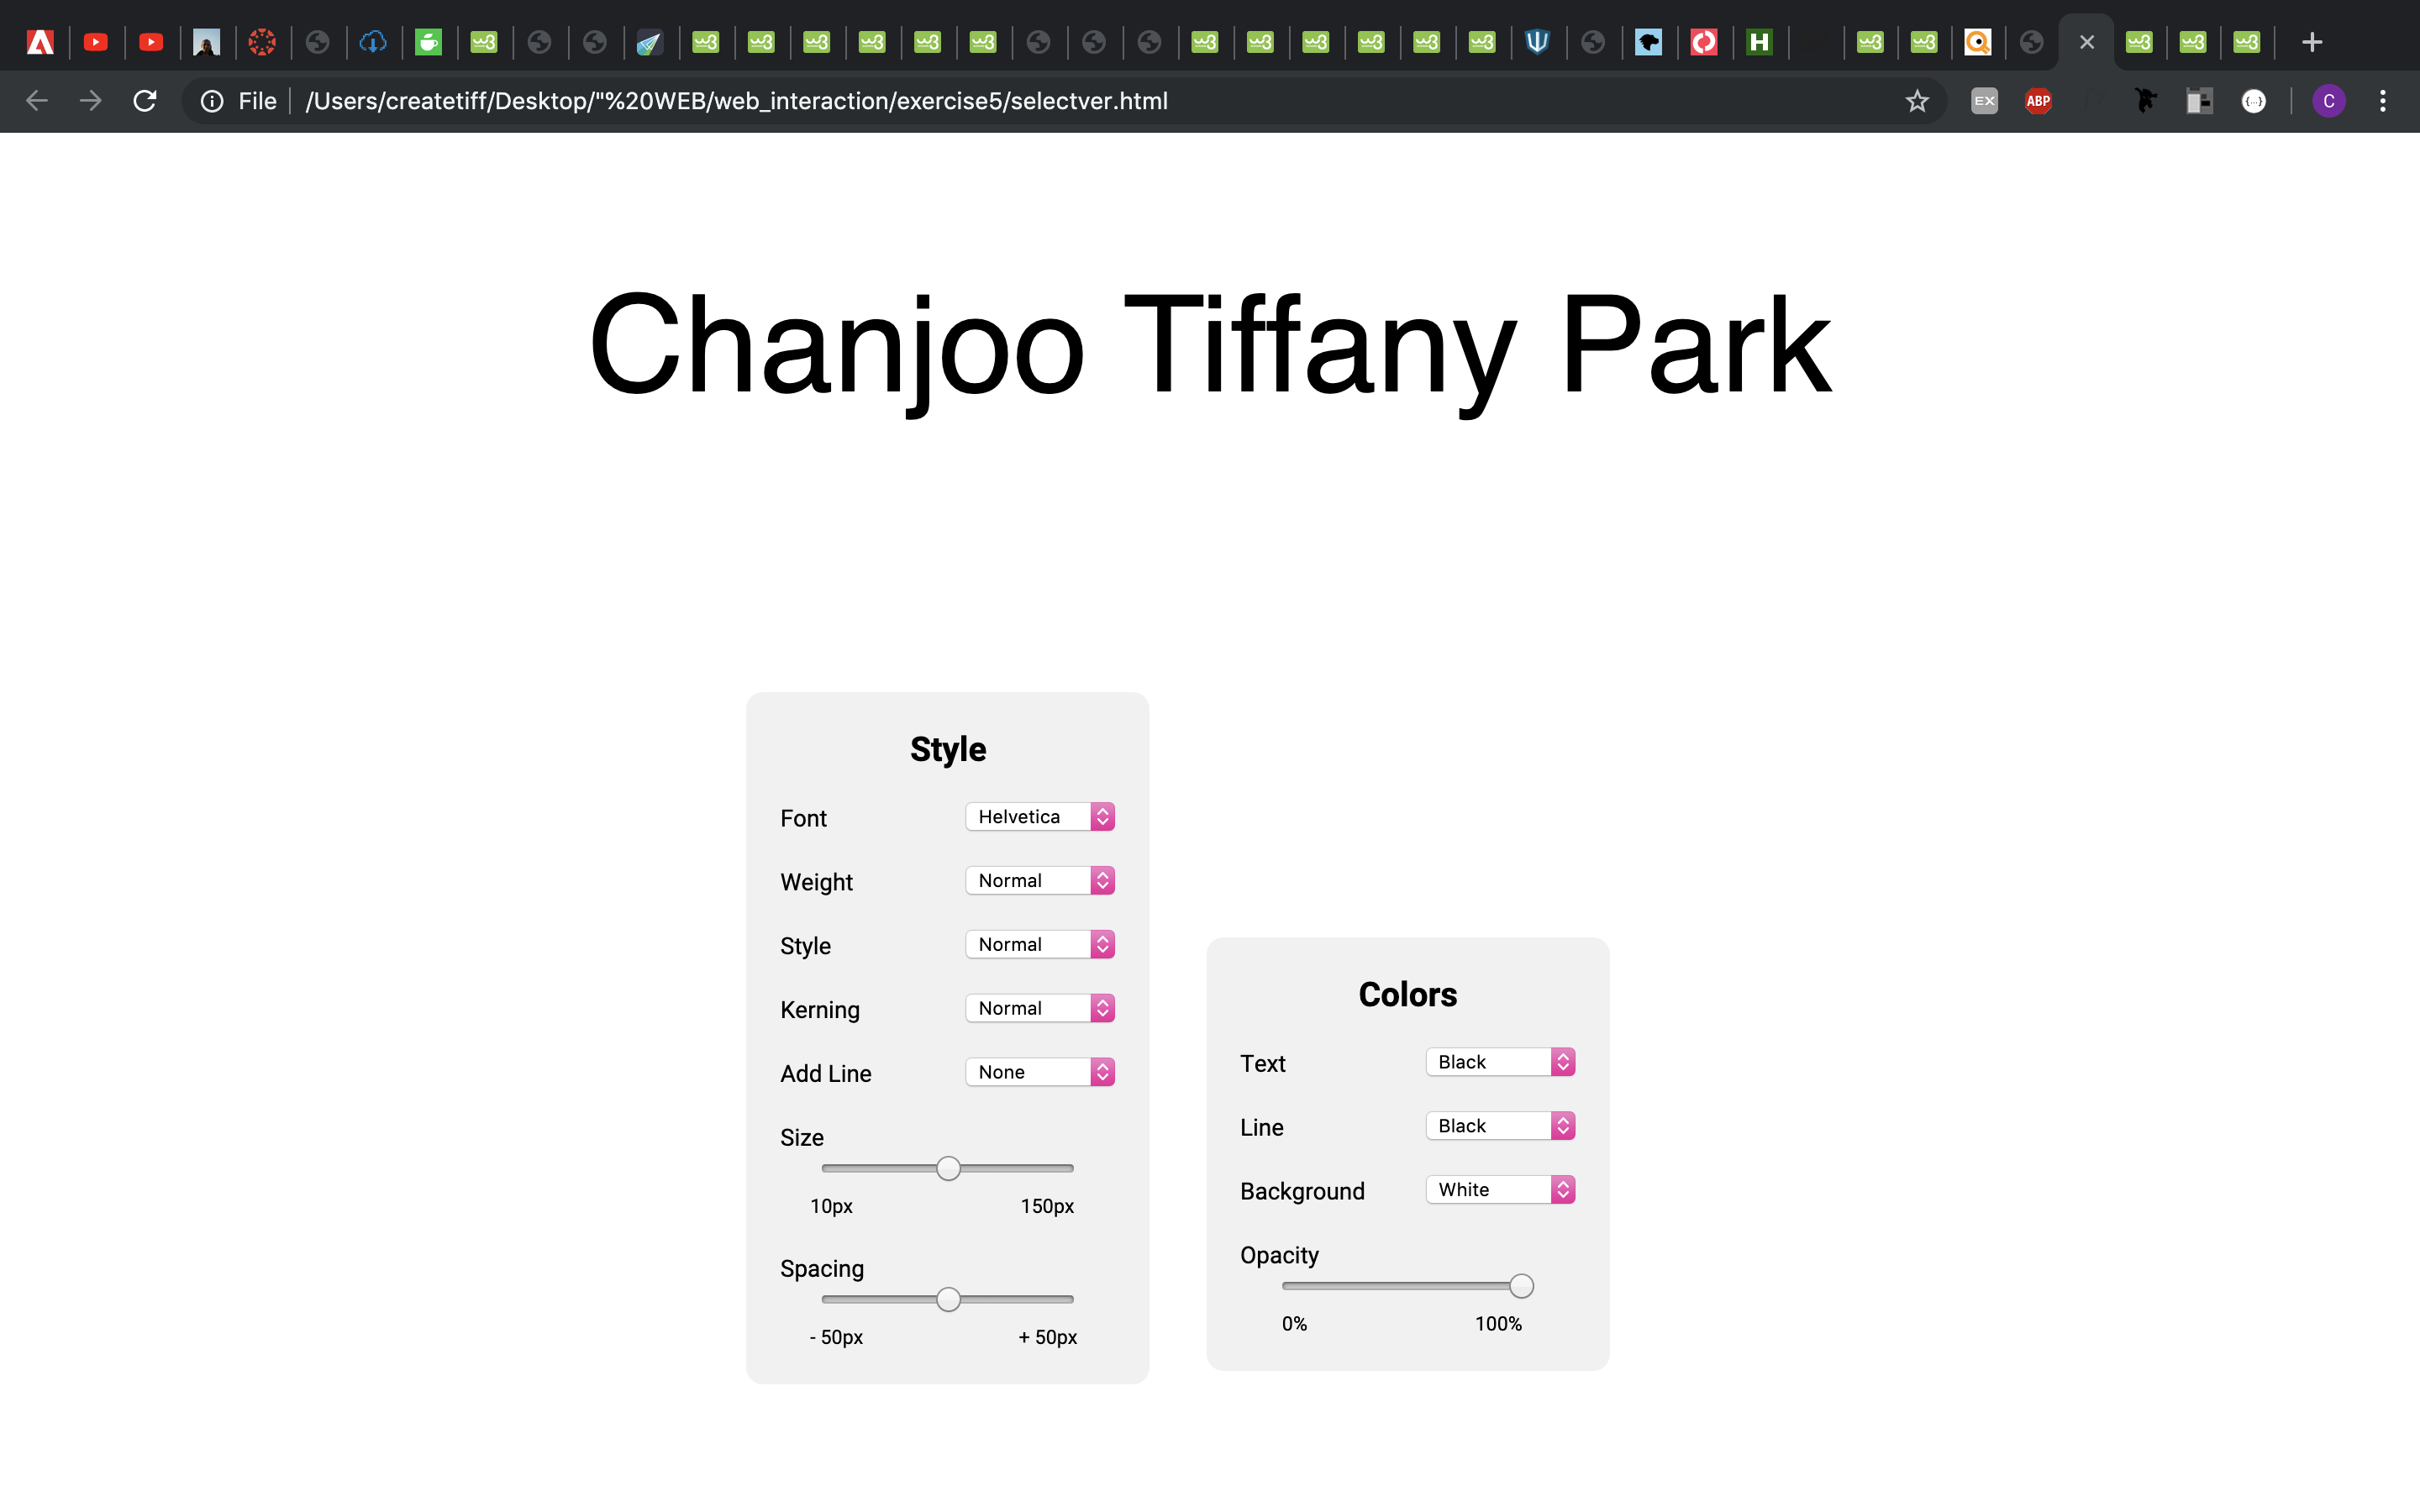 File /Users/createtiff/Desktop/"%20WEB/web_interaction/exercise5/selectver.html
EX
ABP
C
Chanjoo Tiffany Park
Style
Font Helvetica
Weight Normal
Style Normal
Kerning Normal
Add Line None
Size
10px 150px
Spacing
- 50px + 50px
Colors
Text Black
Line Black
Background White
Opacity
0% 100%